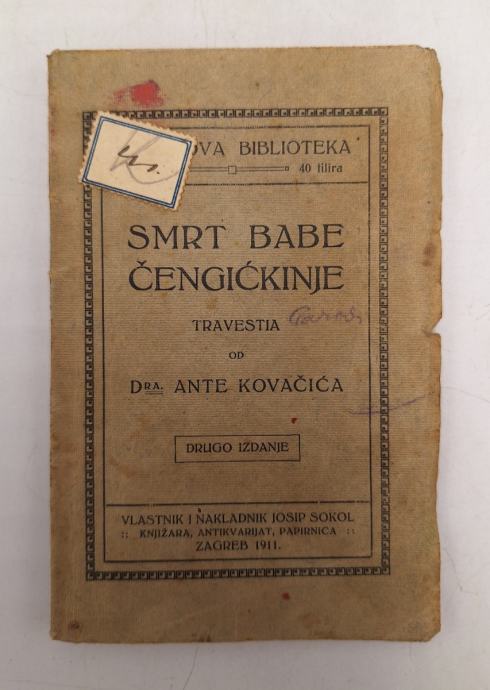 OVA BIBLIOTEKA
40 filira
SMRT BABE
ČENGIĆKINJE
TRAVESTIA
OD
DRA. ANTE KOVAČIĆA
DRUGO IZDANJE
VLASTNIK I NAKLADNIK IOSIP SOKOL
:: KNJIŽARA, ANTIKVARIJAT, PAPIRNICA ::
ZAGREB 1911.